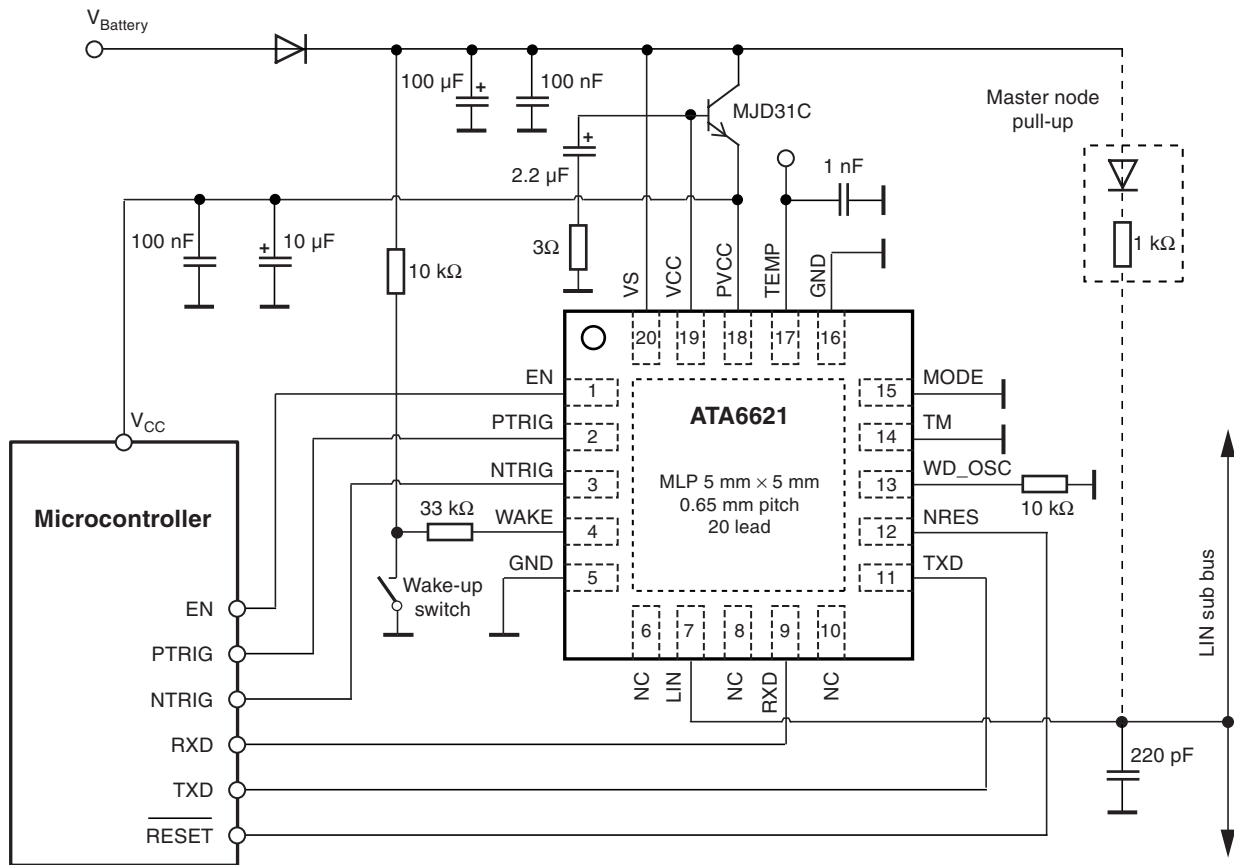 V_Battery
100 µF
+
100 nF
MJD31C
Master node
pull-up
+
2.2 µF
1 nF
100 nF
+
10 µF
10 kΩ
3Ω
1 kΩ
VS
VCC
PVCC
TEMP
GND
20
19
18
17
16
EN
1
ATA6621
15
MODE
V_CC
PTRIG
2
14
TM
NTRIG
3
MLP 5 mm × 5 mm
0.65 mm pitch
20 lead
13
WD_OSC
10 kΩ
Microcontroller
33 kΩ
WAKE
4
12
NRES
GND
5
11
TXD
Wake-up
switch
6
7
8
9
10
NC
LIN
NC
RXD
NC
LIN sub bus
EN
PTRIG
NTRIG
RXD
TXD
RESET
220 pF